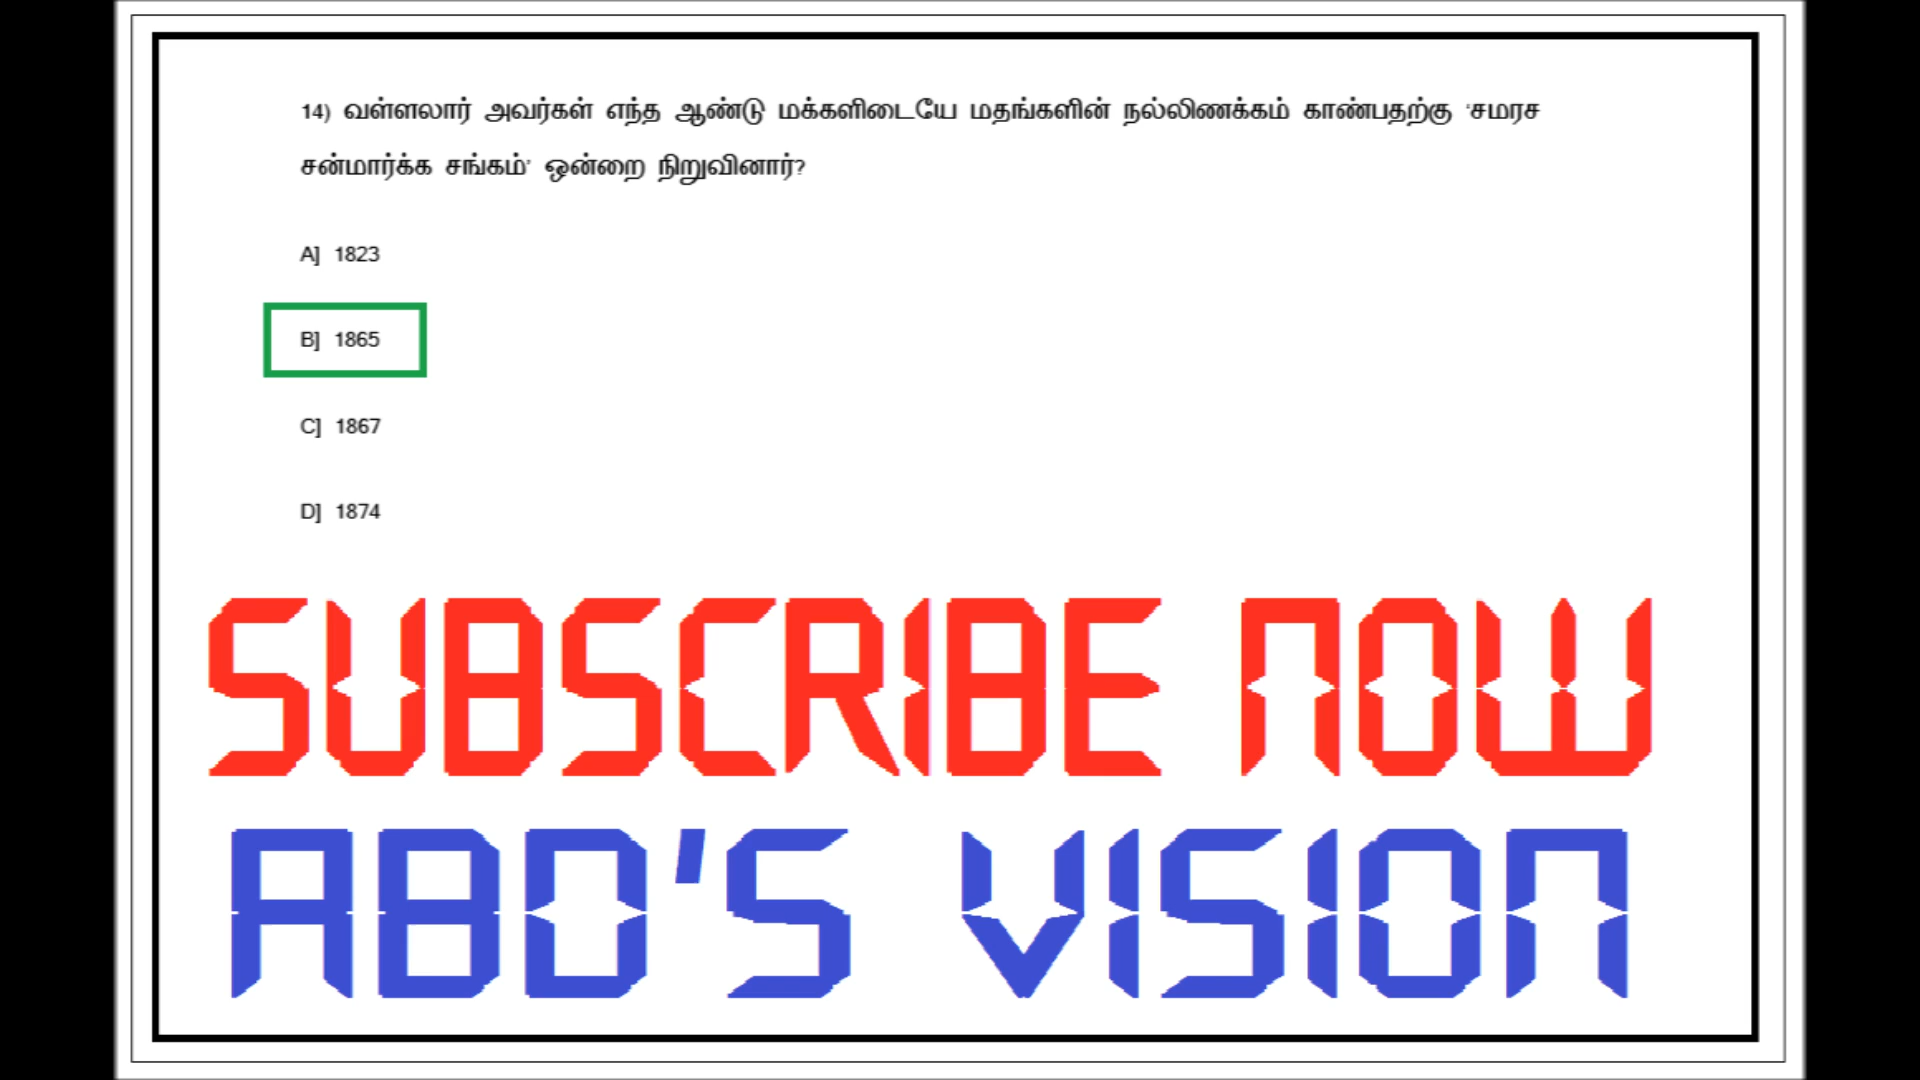 14) வள்ளலார் அவர்கள் எந்த ஆண்டு மக்களிடையே மதங்களின் நல்லிணக்கம் காண்பதற்கு ‘சமரச
சன்மார்க்க சங்கம்’ ஒன்றை நிறுவினார்?
A] 1823
B] 1865
C] 1867
D] 1874
SUBSCRIBE NOW
ABD'S VISION